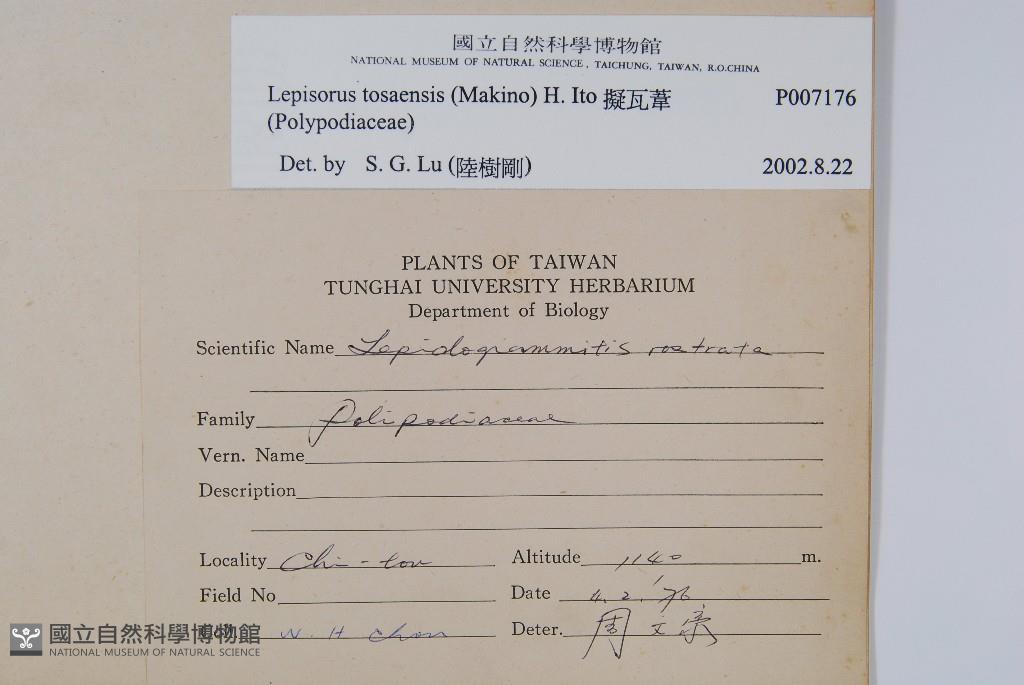 國立自然科學博物館
NATIONAL MUSEUM OF NATURAL SCIENCE, TAICHUNG, TAIWAN, R.O.CHINA
Lepisorus tosaensis (Makino) H. Ito 擬瓦葦 P007176
(Polypodiaceae)
Det. by S. G. Lu (陸樹剛) 2002.8.22
PLANTS OF TAIWAN
TUNGHAI UNIVERSITY HERBARIUM
Department of Biology
Scientific Name Lepidogrammitis rostrata
Family Polipodiaceae
Vern. Name
Description
Locality Chi-tou Altitude 1140 m.
Field No Date 4. 2. '76
W. H. Chou Deter. 周文豪
國立自然科學博物館
NATIONAL MUSEUM OF NATURAL SCIENCE